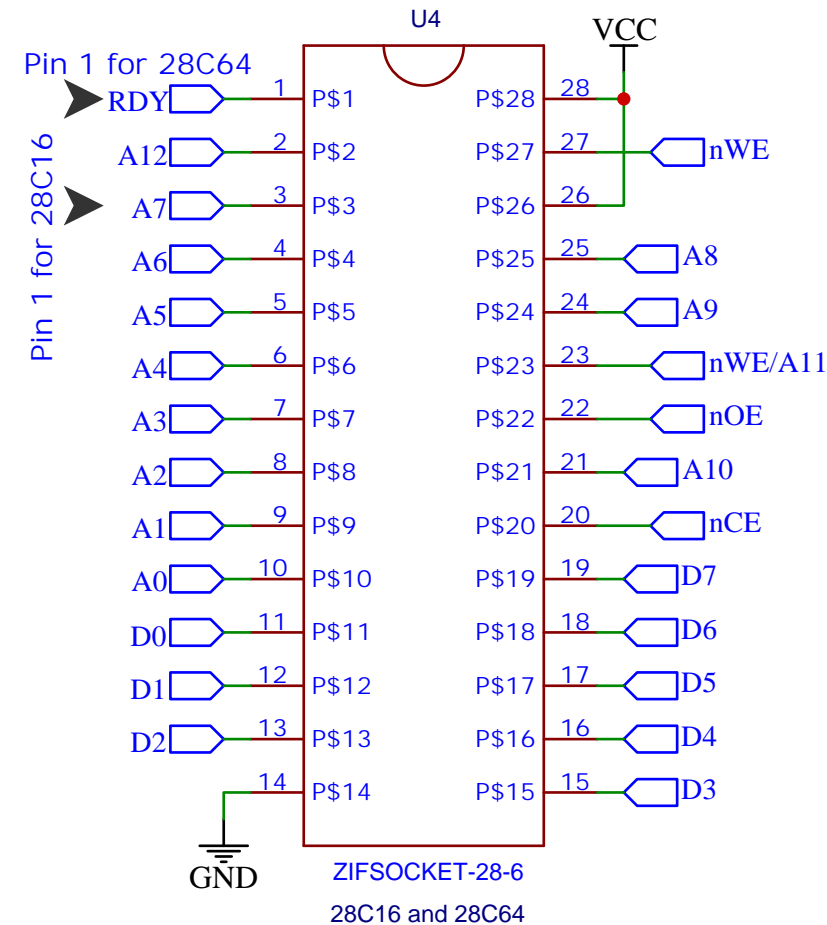 U4
VCC
Pin 1 for 28C64
Pin 1 for 28C16
RDY 1 P$1 P$28 28
A12 2 P$2 P$27 27 nWE
A7 3 P$3 P$26 26
A6 4 P$4 P$25 25 A8
A5 5 P$5 P$24 24 A9
A4 6 P$6 P$23 23 nWE/A11
A3 7 P$7 P$22 22 nOE
A2 8 P$8 P$21 21 A10
A1 9 P$9 P$20 20 nCE
A0 10 P$10 P$19 19 D7
D0 11 P$11 P$18 18 D6
D1 12 P$12 P$17 17 D5
D2 13 P$13 P$16 16 D4
14 P$14 P$15 15 D3
GND
ZIFSOCKET-28-6
28C16 and 28C64